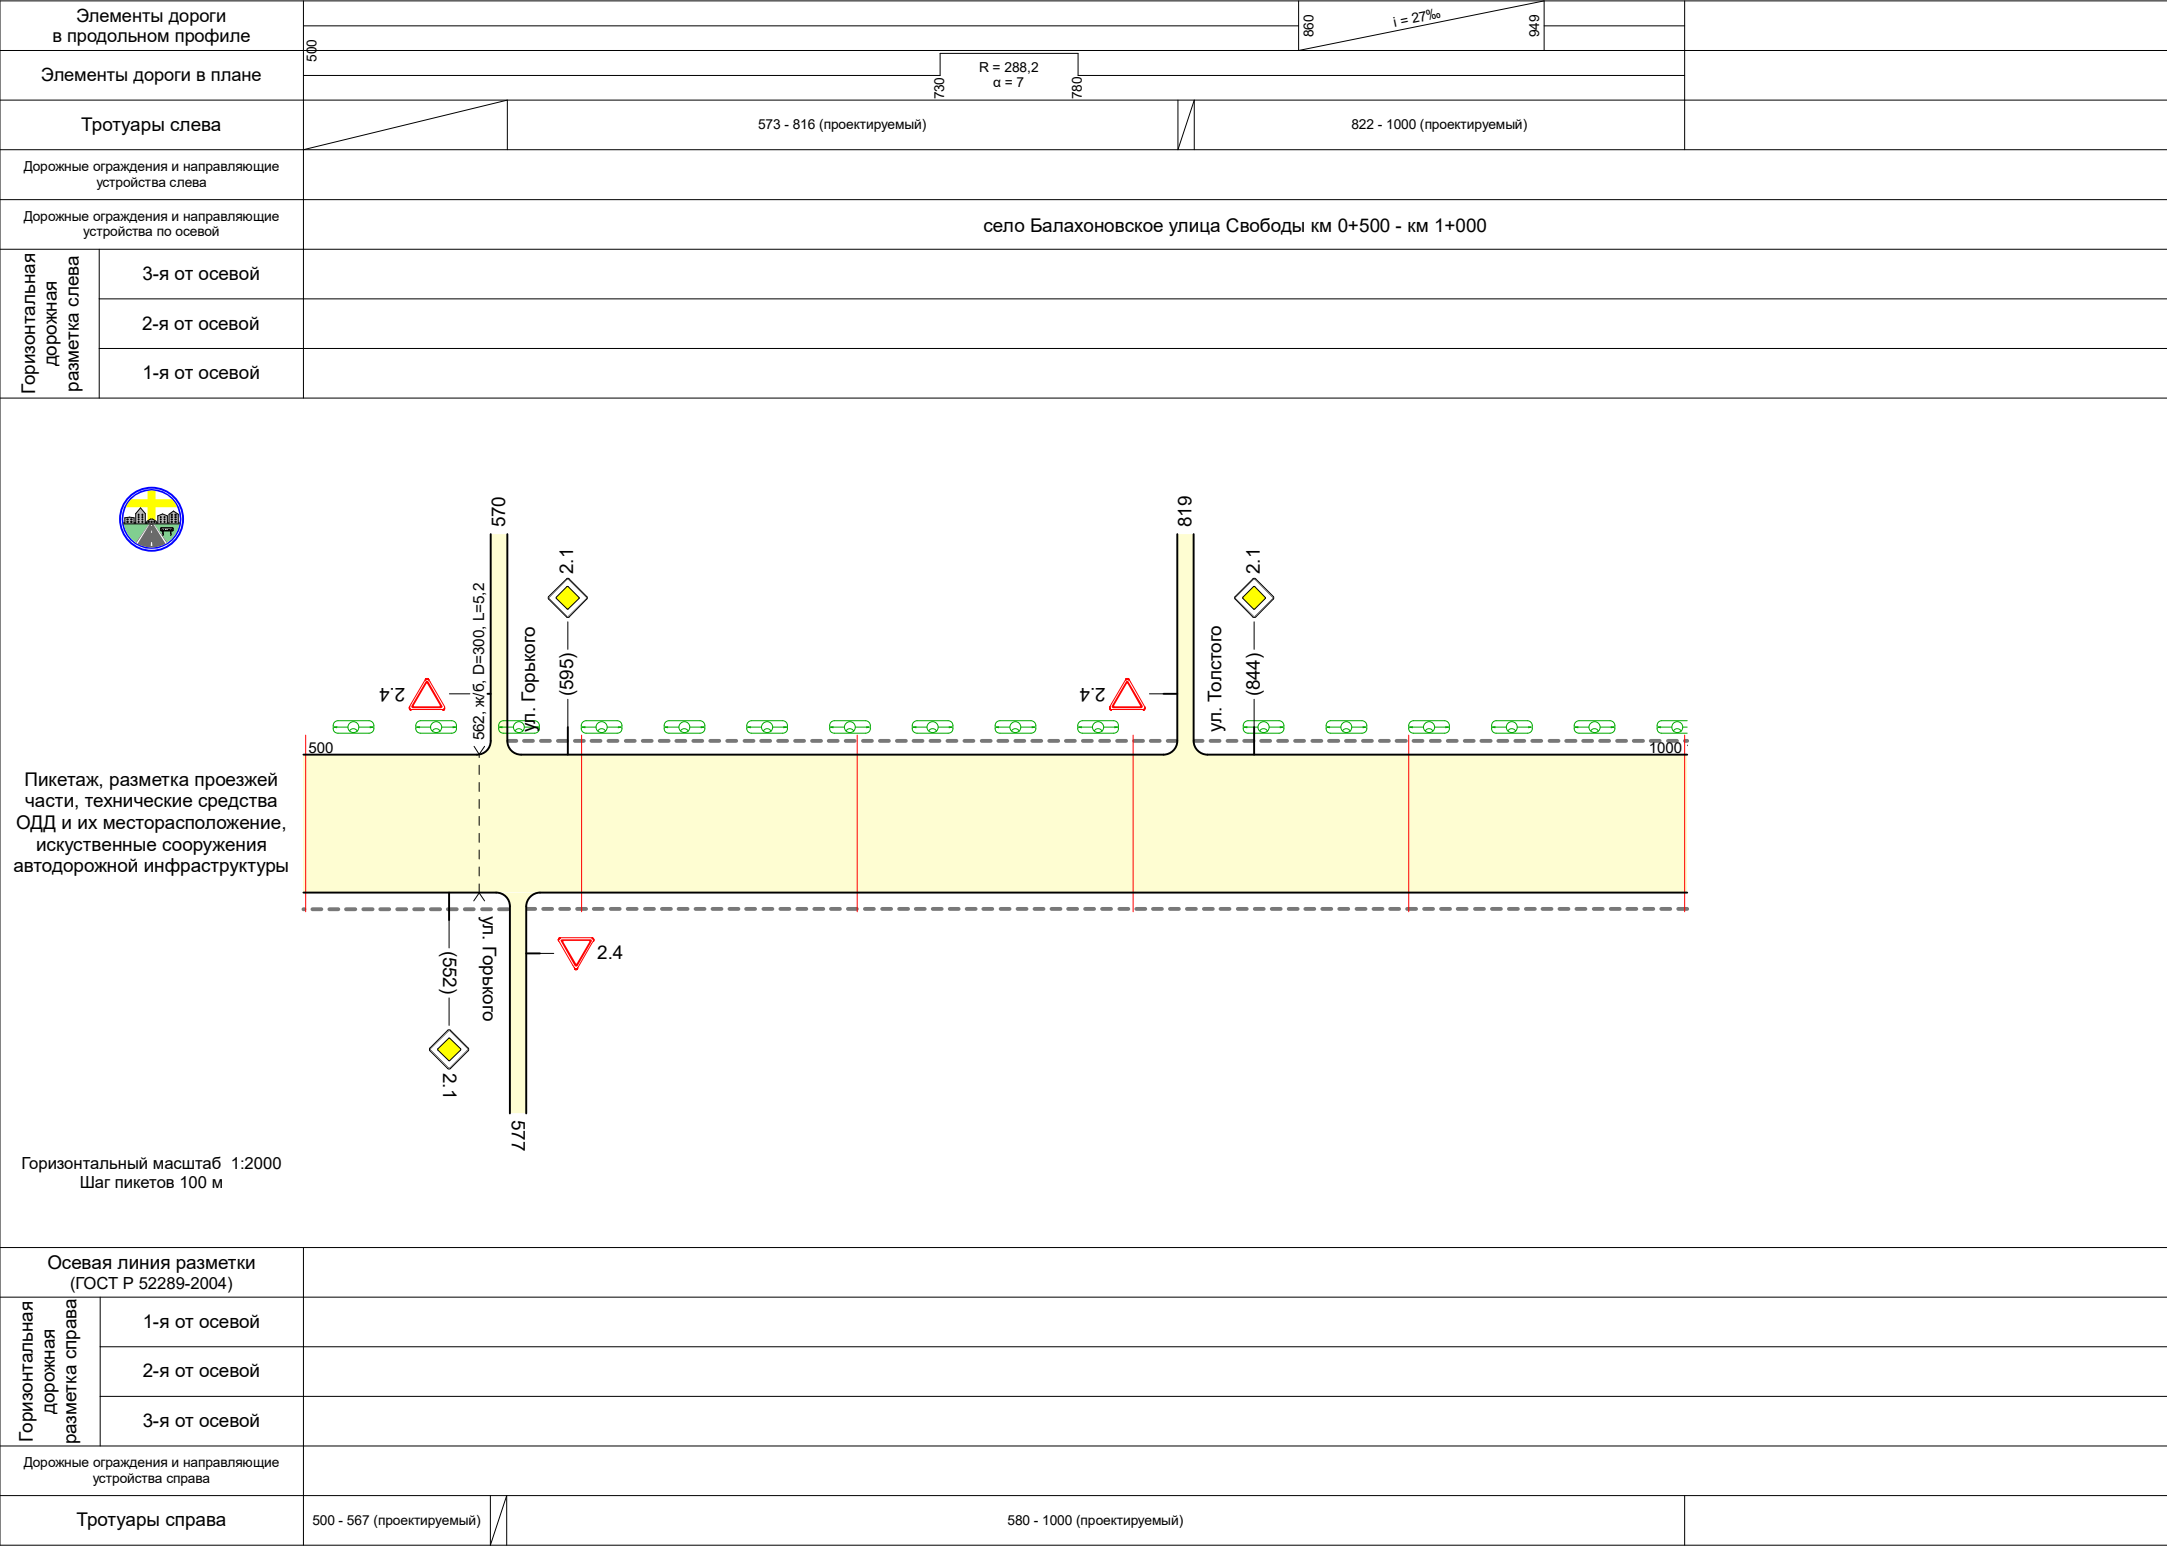 Элементы дороги
в продольном профиле
500
860
i = 27‰
949
Элементы дороги в плане
730
R = 288,2
α = 7
780
Тротуары слева
573 - 816 (проектируемый)
822 - 1000 (проектируемый)
Дорожные ограждения и направляющие
устройства слева
Дорожные ограждения и направляющие
устройства по осевой
село Балахоновское улица Свободы км 0+500 - км 1+000
Горизонтальная
дорожная
разметка слева
3-я от осевой
2-я от осевой
1-я от осевой
570
819
2.1
2.1
562, ж/б, D=300, L=5,2
ул. Горького
(595)
ул. Толстого
(844)
2.4
2.4
500
1000
Пикетаж, разметка проезжей
части, технические средства
ОДД и их месторасположение,
искуственные сооружения
автодорожной инфраструктуры
(552)
ул. Горького
2.4
2.1
577
Горизонтальный масштаб 1:2000
Шаг пикетов 100 м
Осевая линия разметки
(ГОСТ Р 52289-2004)
Горизонтальная
дорожная
разметка справа
1-я от осевой
2-я от осевой
3-я от осевой
Дорожные ограждения и направляющие
устройства справа
Тротуары справа
500 - 567 (проектируемый)
580 - 1000 (проектируемый)